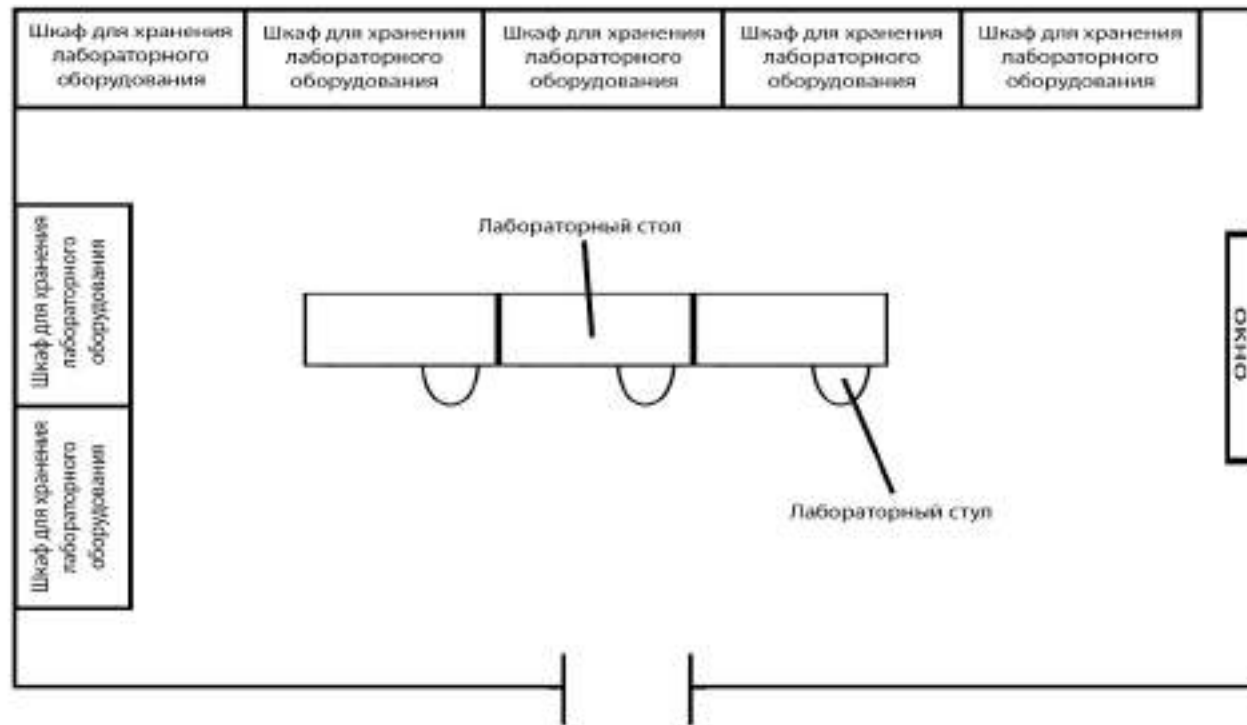 Шкаф для хранения
лабораторного
оборудования
Шкаф для хранения
лабораторного
оборудования
Шкаф для хранения
лабораторного
оборудования
Шкаф для хранения
лабораторного
оборудования
Шкаф для хранения
лабораторного
оборудования
Шкаф для хранения
лабораторного
оборудования
Лабораторный стол
ОКНО
Шкаф для хранения
лабораторного
оборудования
Лабораторный стул